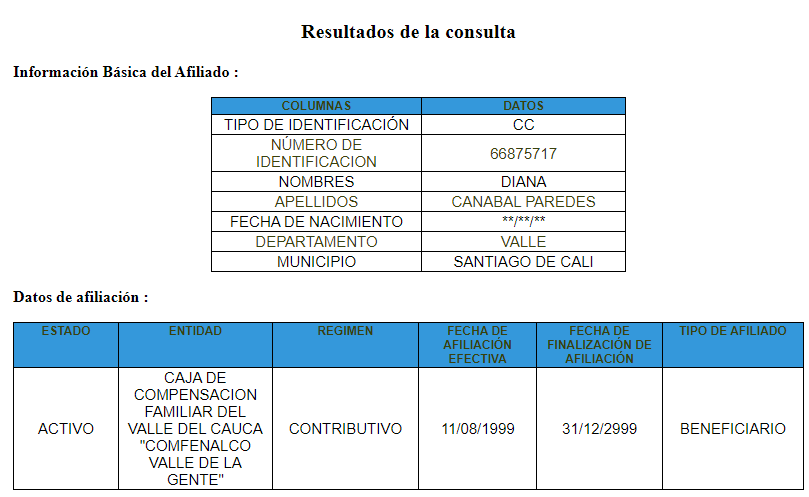 Resultados de la consulta
Información Básica del Afiliado :
COLUMNAS DATOS
TIPO DE IDENTIFICACIÓN CC
NÚMERO DE
IDENTIFICACION 66875717
NOMBRES DIANA
APELLIDOS CANABAL PAREDES
FECHA DE NACIMIENTO **/**/**
DEPARTAMENTO VALLE
MUNICIPIO SANTIAGO DE CALI
Datos de afiliación :
ESTADO
ENTIDAD
REGIMEN
FECHA DE
AFILIACIÓN
EFECTIVA
FECHA DE
FINALIZACIÓN DE
AFILIACIÓN
TIPO DE AFILIADO
ACTIVO
CAJA DE
COMPENSACION
FAMILIAR DEL
VALLE DEL CAUCA
"COMFENALCO
VALLE DE LA
GENTE"
CONTRIBUTIVO
11/08/1999
31/12/2999
BENEFICIARIO